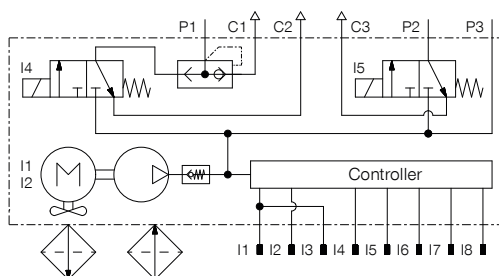 P1 C1 C2 C3 P2 P3
I4
I5
I1
I2
M
Controller
I1 I2 I3 I4 I5 I6 I7 I8